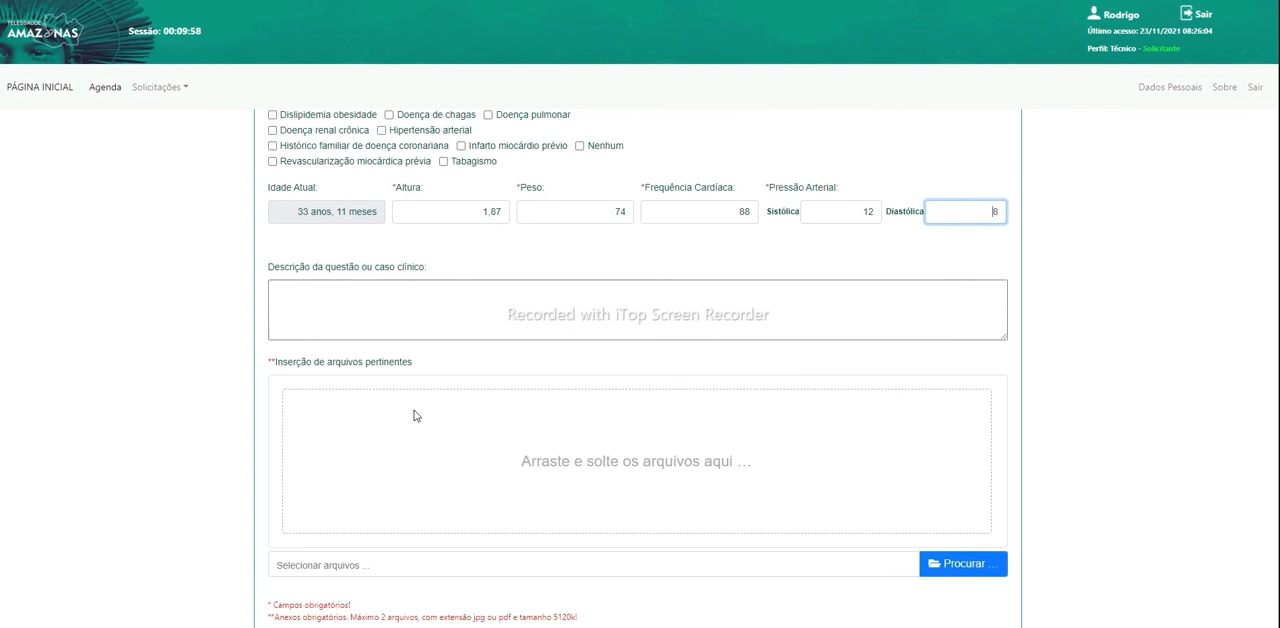 TELESSAÚDE
AMAZONAS
Sessão: 00:09:58
Rodrigo
Sair
Último acesso: 23/11/2021 08:26:04
Perfil: Técnico - Solicitante
PÁGINA INICIAL Agenda Solicitações
Dados Pessoais Sobre Sair
Dislipidemia obesidade Doença de chagas Doença pulmonar
Doença renal crônica Hipertensão arterial
Histórico familiar de doença coronariana Infarto miocárdio prévio Nenhum
Revascularização miocárdica prévia Tabagismo
Idade Atual: *Altura: *Peso: *Frequência Cardíaca: *Pressão Arterial:
33 anos, 11 meses 1,87 74 88 Sistólica 12 Diastólica 8
Descrição da questão ou caso clínico:
Recorded with iTop Screen Recorder
**Inserção de arquivos pertinentes
Arraste e solte os arquivos aqui …
Selecionar arquivos ...
Procurar …
* Campos obrigatórios!
**Anexos obrigatórios. Máximo 2 arquivos, com extensão jpg ou pdf e tamanho 5120k!